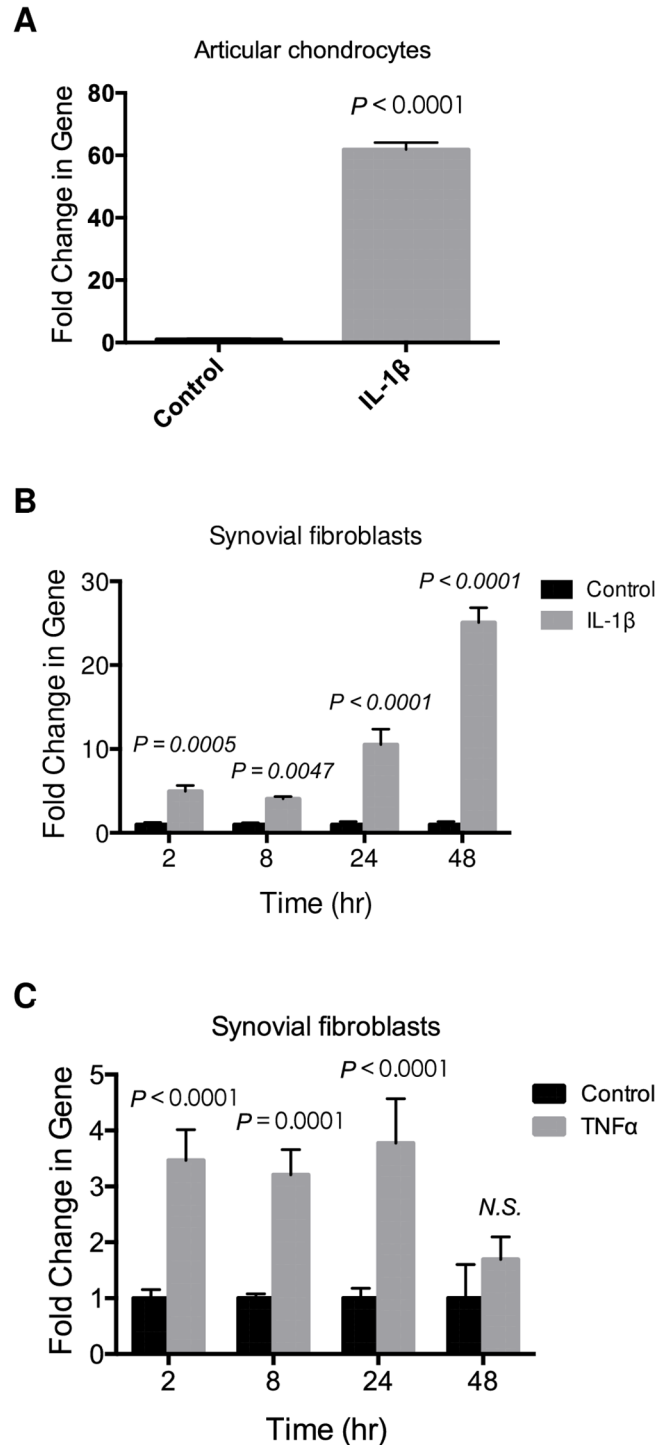 A
Articular chondrocytes
Fold Change in Gene
80
60
40
20
0
P < 0.0001
Control
IL-1β
B
Synovial fibroblasts
Fold Change in Gene
30
20
10
0
P = 0.0005
P = 0.0047
P < 0.0001
P < 0.0001
Control
IL-1β
2 8 24 48
Time (hr)
C
Synovial fibroblasts
Fold Change in Gene
5
4
3
2
1
0
P < 0.0001
P = 0.0001
P < 0.0001
N.S.
Control
TNFα
2 8 24 48
Time (hr)